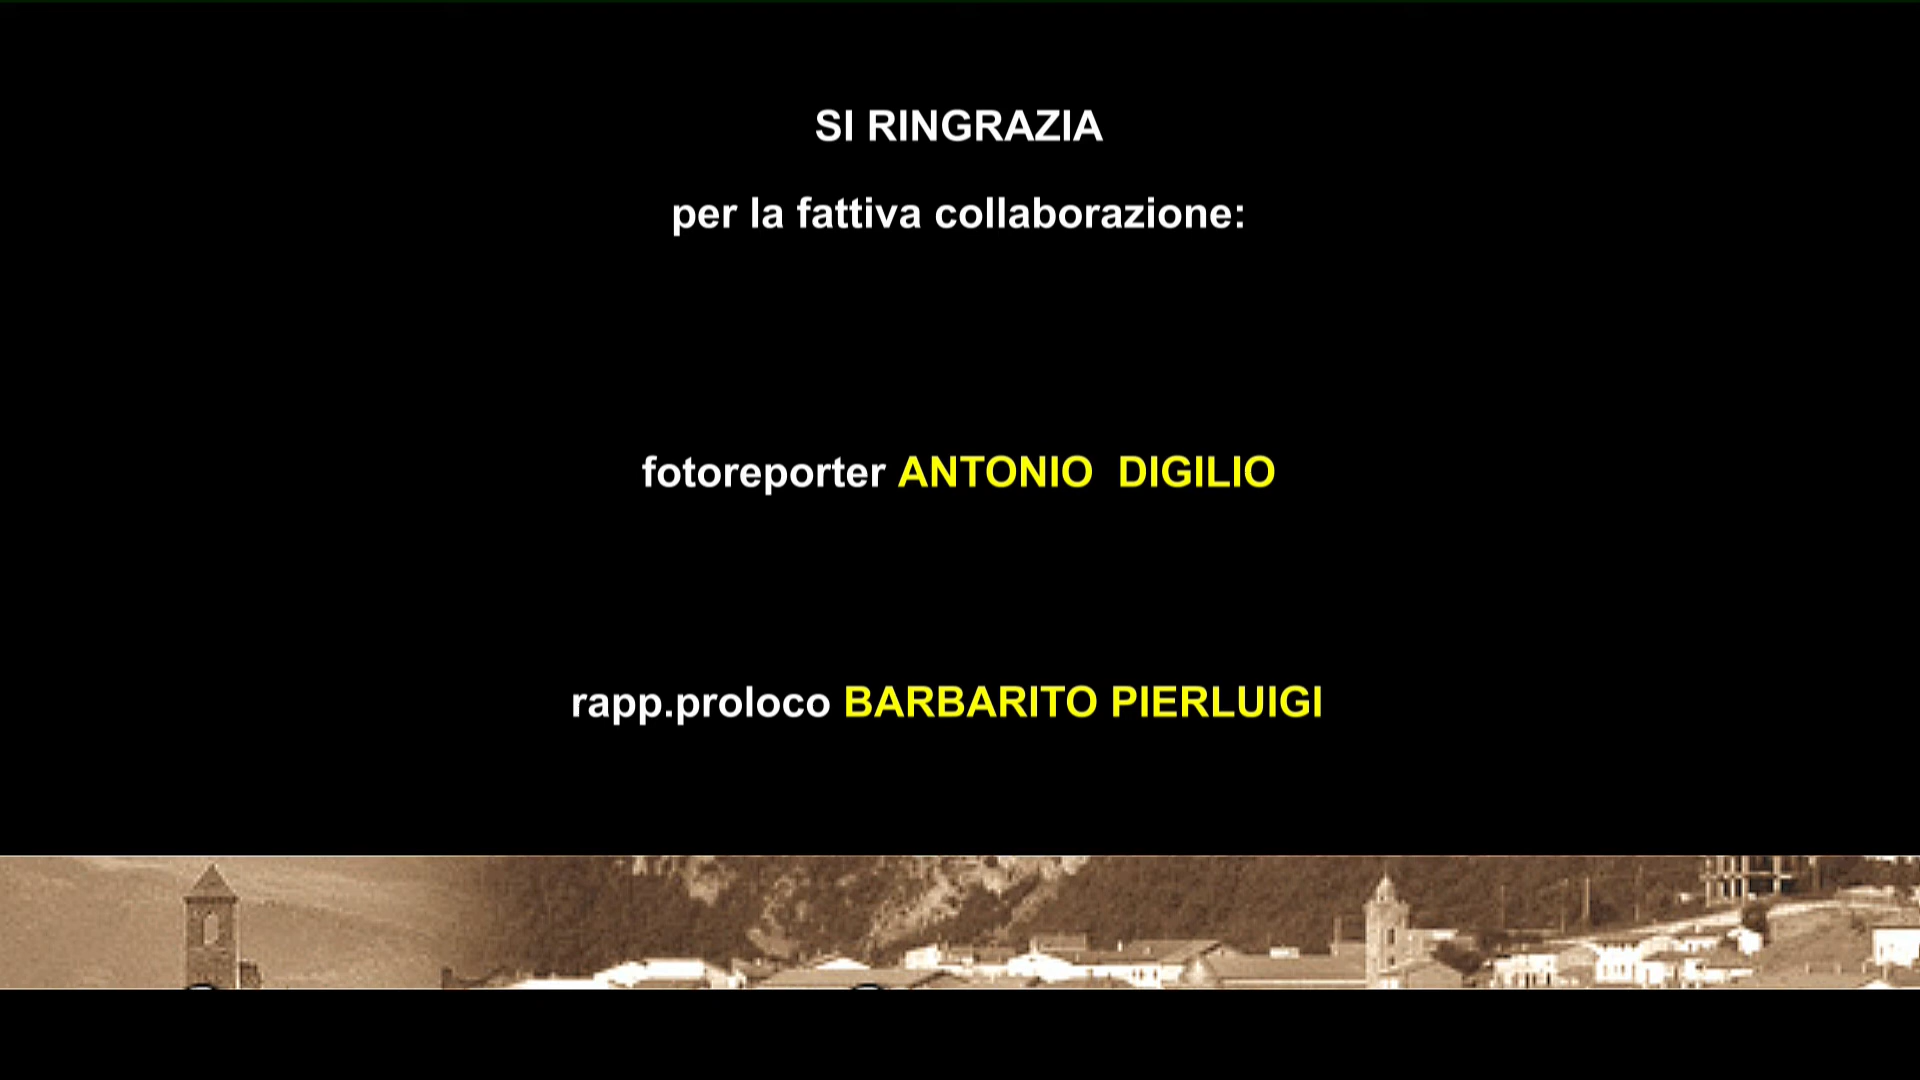 SI RINGRAZIA
per la fattiva collaborazione:
fotoreporter ANTONIO  DIGILIO
rapp.proloco BARBARITO PIERLUIGI